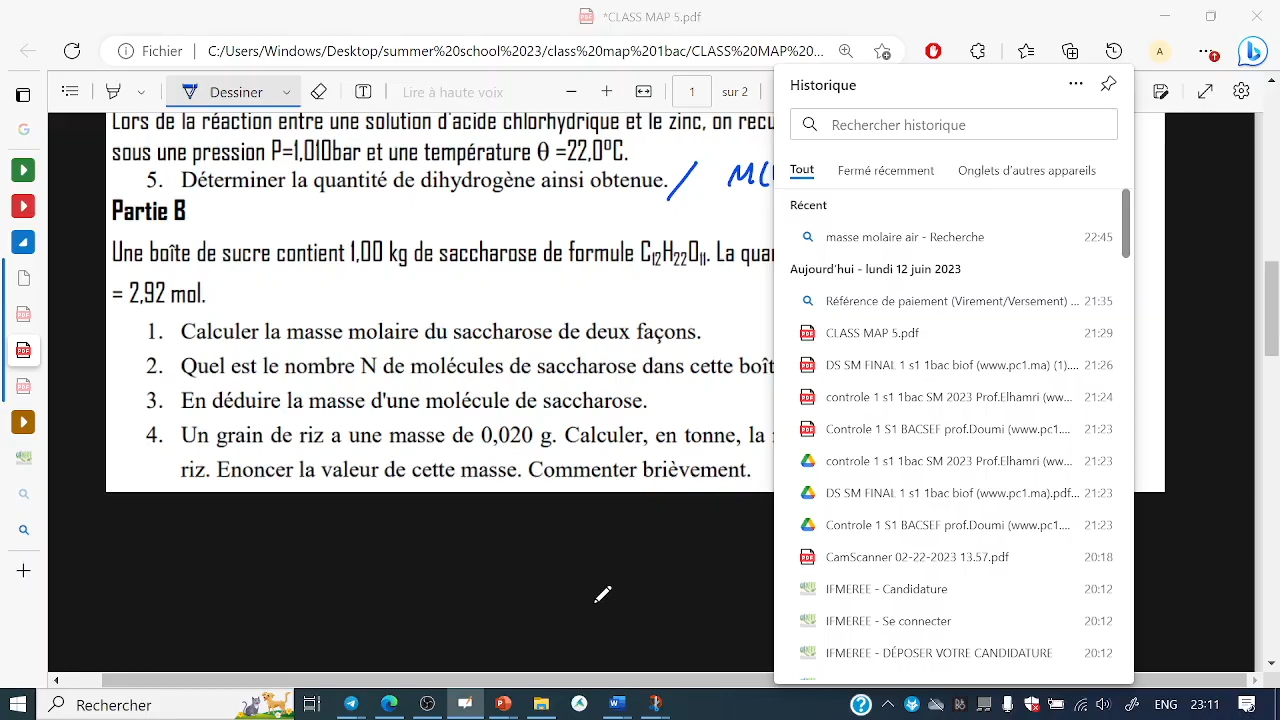 *CLASS MAP 5.pdf
Fichier C:/Users/Windows/Desktop/summer%20school%202023/class%20map%201bac/CLASS%20MAP%20...
Dessiner
Lire à haute voix
1 sur 2
Lors de la réaction entre une solution d'acide chlorhydrique et le zinc, on recu
sous une pression P=1,010bar et une température θ =22,0°C.
5. Déterminer la quantité de dihydrogène ainsi obtenue. / M(
Partie B
Une boîte de sucre contient 1,00 kg de saccharose de formule C12H22O11. La quan
= 2,92 mol.
1. Calculer la masse molaire du saccharose de deux façons.
2. Quel est le nombre N de molécules de saccharose dans cette boît
3. En déduire la masse d'une molécule de saccharose.
4. Un grain de riz a une masse de 0,020 g. Calculer, en tonne, la
riz. Enoncer la valeur de cette masse. Commenter brièvement.
Historique
Rechercher historique
Tout Fermé récemment Onglets d'autres appareils
Récent
masse molaire air - Recherche 22:45
Aujourd'hui - lundi 12 juin 2023
Référence de paiement (Virement/Versement) ... 21:35
CLASS MAP 5.pdf 21:29
DS SM FINAL 1 s1 1bac biof (www.pc1.ma) (1).... 21:26
controle 1 s1 1bac SM 2023 Prof.Elhamri (ww... 21:24
Controle 1 S1 BACSEF prof.Doumi (www.pc1.... 21:23
controle 1 s1 1bac SM 2023 Prof.Elhamri (ww... 21:23
DS SM FINAL 1 s1 1bac biof (www.pc1.ma).pdf... 21:23
Controle 1 S1 BACSEF prof.Doumi (www.pc1.... 21:23
CamScanner 02-22-2023 13.57.pdf 20:18
IFMEREE - Candidature 20:12
IFMEREE - Se connecter 20:12
IFMEREE - DÉPOSER VOTRE CANDIDATURE 20:12
Rechercher
23:11